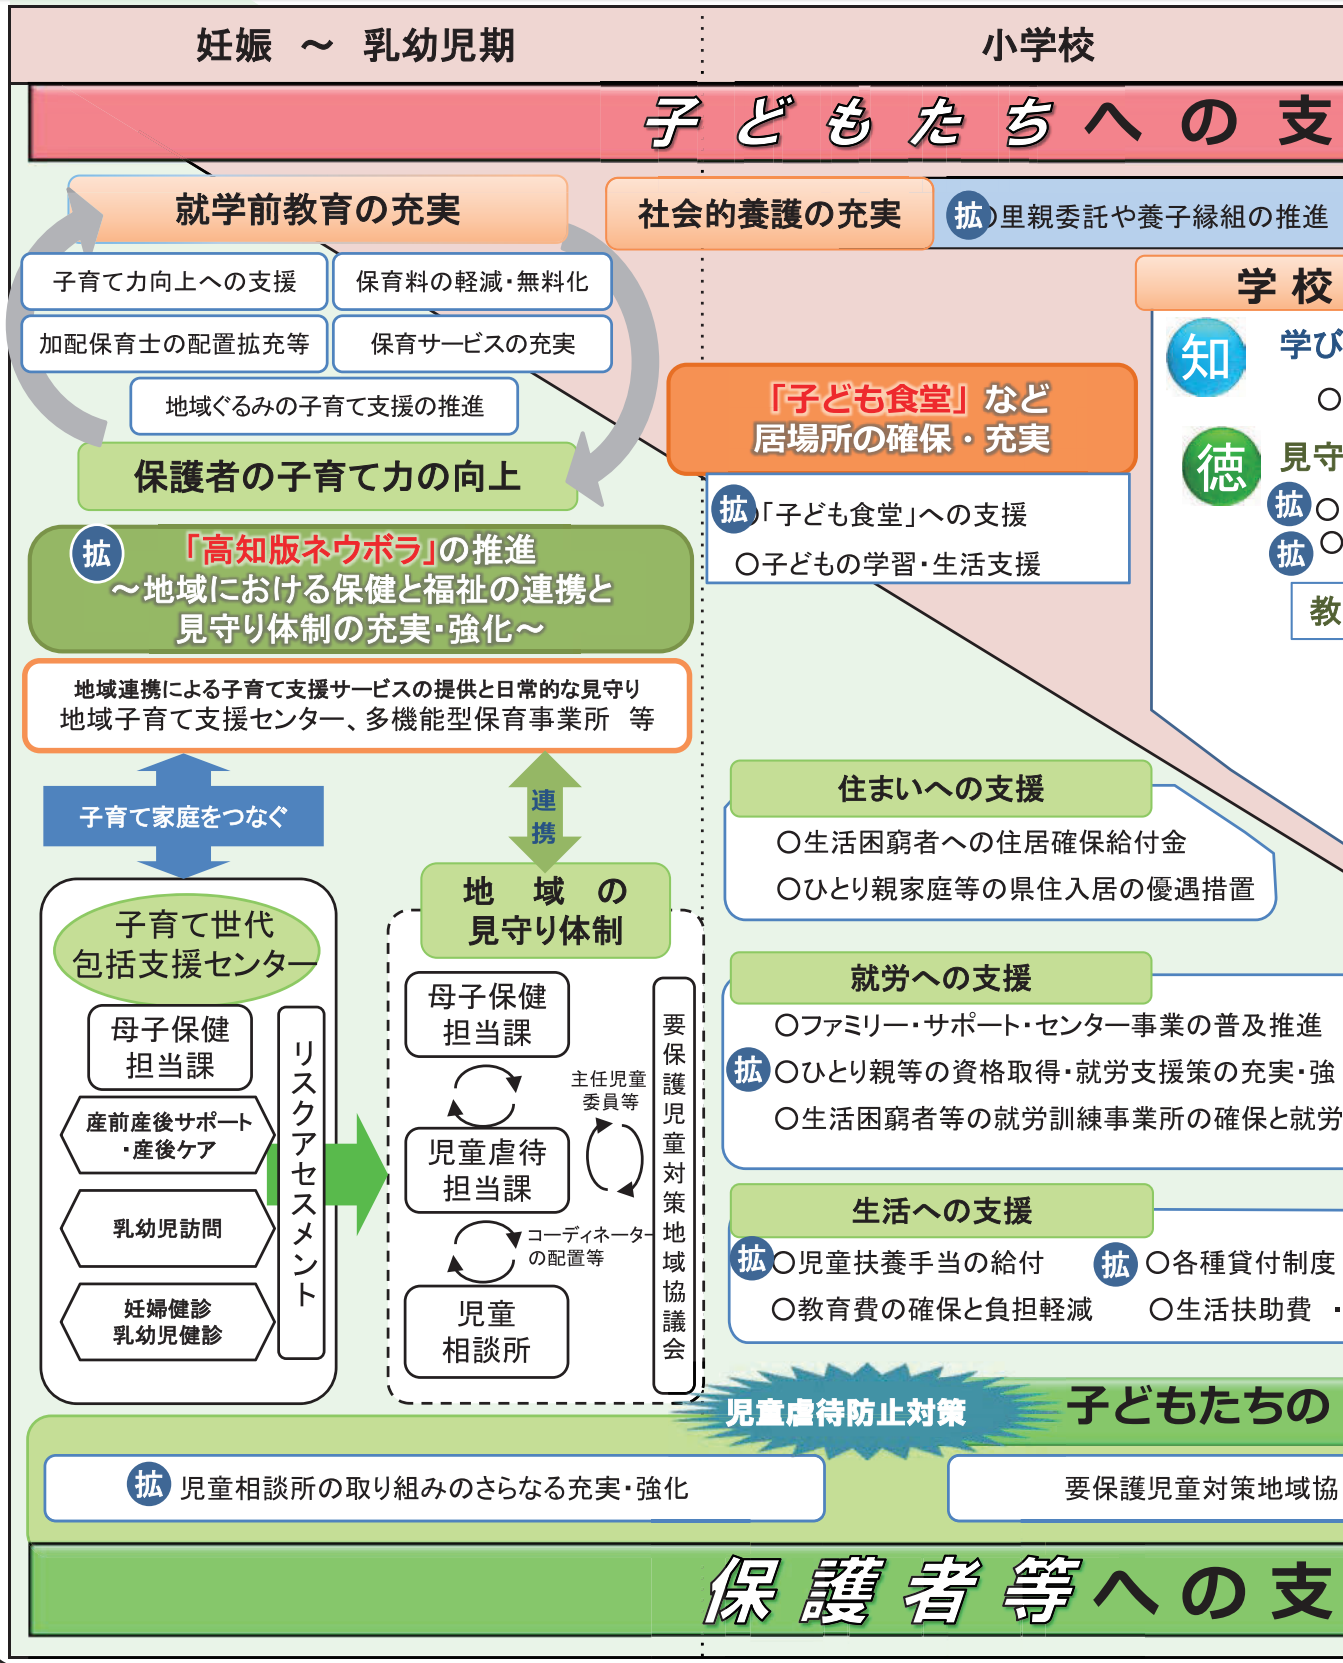 妊娠　～　乳幼児期
小学校
子どもたちへの支
就学前教育の充実
子育て力向上への支援
保育料の軽減・無料化
加配保育士の配置拡充等
保育サービスの充実
地域ぐるみの子育て支援の推進
保護者の子育て力の向上
社会的養護の充実
拡
里親委託や養子縁組の推進
学校
知
学び
○
徳
見守
拡 ○
拡 ○
教
「子ども食堂」など
居場所の確保・充実
拡 「子ども食堂」への支援
○子どもの学習・生活支援
拡
「高知版ネウボラ」の推進
～地域における保健と福祉の連携と
見守り体制の充実・強化～
地域連携による子育て支援サービスの提供と日常的な見守り
地域子育て支援センター、多機能型保育事業所　等
子育て家庭をつなぐ
連
携
子育て世代
包括支援センター
母子保健
担当課
産前産後サポート
・産後ケア
乳幼児訪問
妊婦健診
乳幼児健診
リスクアセスメント
地　域　の
見守り体制
母子保健
担当課
主任児童
委員等
児童虐待
担当課
コーディネーター
の配置等
児童
相談所
要保護児童対策地域協議会
住まいへの支援
○生活困窮者への住居確保給付金
○ひとり親家庭等の県住入居の優遇措置
就労への支援
○ファミリー・サポート・センター事業の普及推進
拡 ○ひとり親等の資格取得・就労支援策の充実・強
○生活困窮者等の就労訓練事業所の確保と就労
生活への支援
拡 ○児童扶養手当の給付
拡 ○各種貸付制度
○教育費の確保と負担軽減
○生活扶助費　・
児童虐待防止対策
子どもたちの
拡 児童相談所の取り組みのさらなる充実・強化
要保護児童対策地域協
保護者等への支